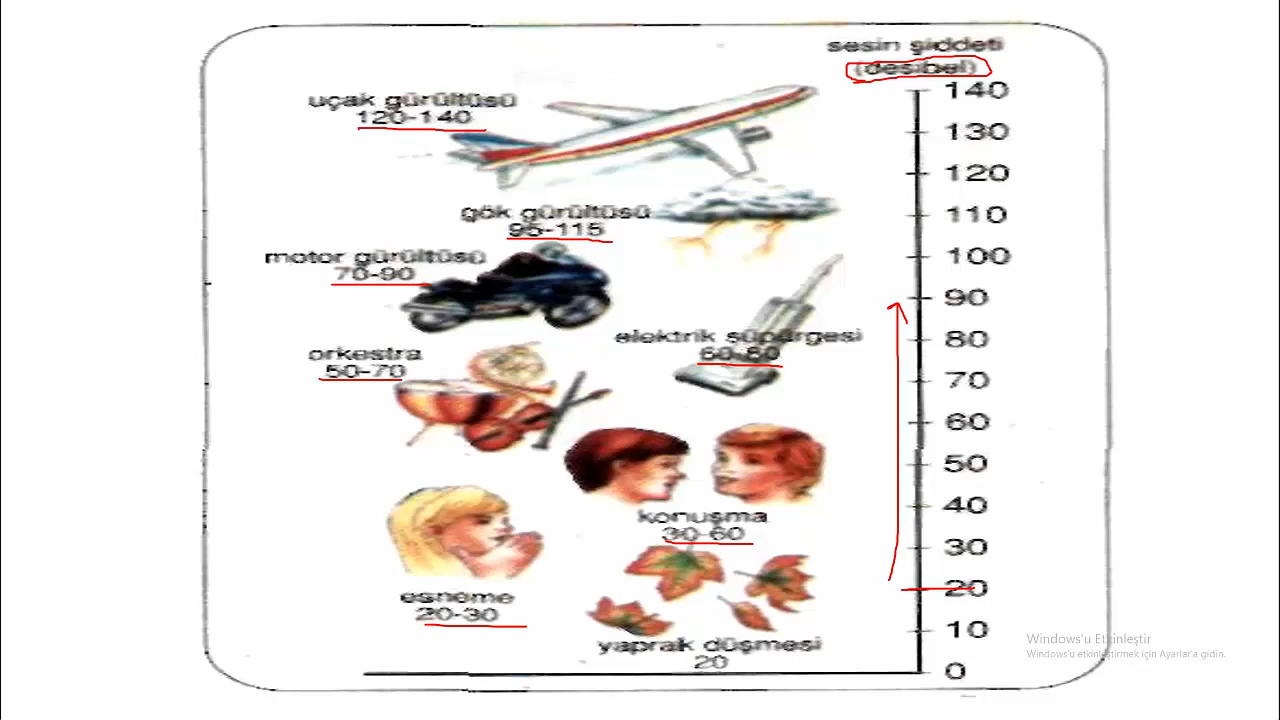 sesin şiddeti
(desibel)
uçak gürültüsü
120-140
gök gürültüsü
95-115
motor gürültüsü
70-90
elektrik süpürgesi
60-80
orkestra
50-70
konuşma
30-60
esneme
20-30
yaprak düşmesi
20
140
130
120
110
100
90
80
70
60
50
40
30
20
10
0
Windows'u Etkinleştir
Windows'u etkinleştirmek için Ayarlar'a gidin.